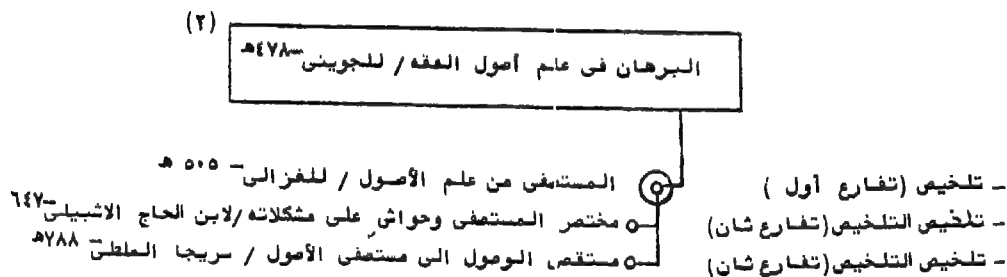 (٢)
البرهان فى علم أصول الفقه / للجوينى -٤٧٨هـ
- تلخيص (تفارع أول ) المستصفى من علم الأصول / للغزالى - ٥٠٥ هـ
- تلخيص التلخيص (تفارع ثان) مختصر المستصفى وحواش على مشكلاته /لابن الحاج الاشبيلى -٦٤٧
- تلخيص التلخيص (تفارع ثان) مستقصى الوصول الى مستصفى الأصول / سريجا الملطى - ٧٨٨هـ